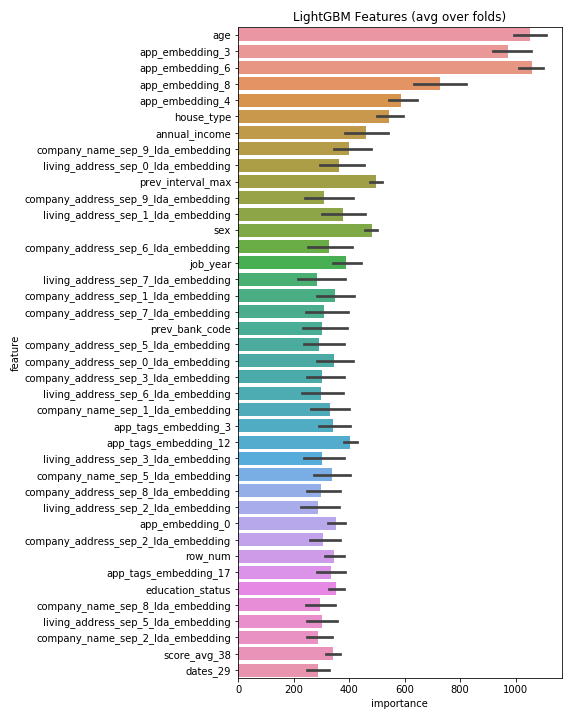 LightGBM Features (avg over folds)
age
app_embedding_3
app_embedding_6
app_embedding_8
app_embedding_4
house_type
annual_income
company_name_sep_9_lda_embedding
living_address_sep_0_lda_embedding
prev_interval_max
company_address_sep_9_lda_embedding
living_address_sep_1_lda_embedding
sex
company_address_sep_6_lda_embedding
job_year
living_address_sep_7_lda_embedding
company_address_sep_1_lda_embedding
company_address_sep_7_lda_embedding
prev_bank_code
company_address_sep_5_lda_embedding
company_address_sep_0_lda_embedding
company_address_sep_3_lda_embedding
living_address_sep_6_lda_embedding
company_name_sep_1_lda_embedding
app_tags_embedding_3
app_tags_embedding_12
living_address_sep_3_lda_embedding
company_name_sep_5_lda_embedding
company_address_sep_8_lda_embedding
living_address_sep_2_lda_embedding
app_embedding_0
company_address_sep_2_lda_embedding
row_num
app_tags_embedding_17
education_status
company_name_sep_8_lda_embedding
living_address_sep_5_lda_embedding
company_name_sep_2_lda_embedding
score_avg_38
dates_29
feature
0 200 400 600 800 1000
importance